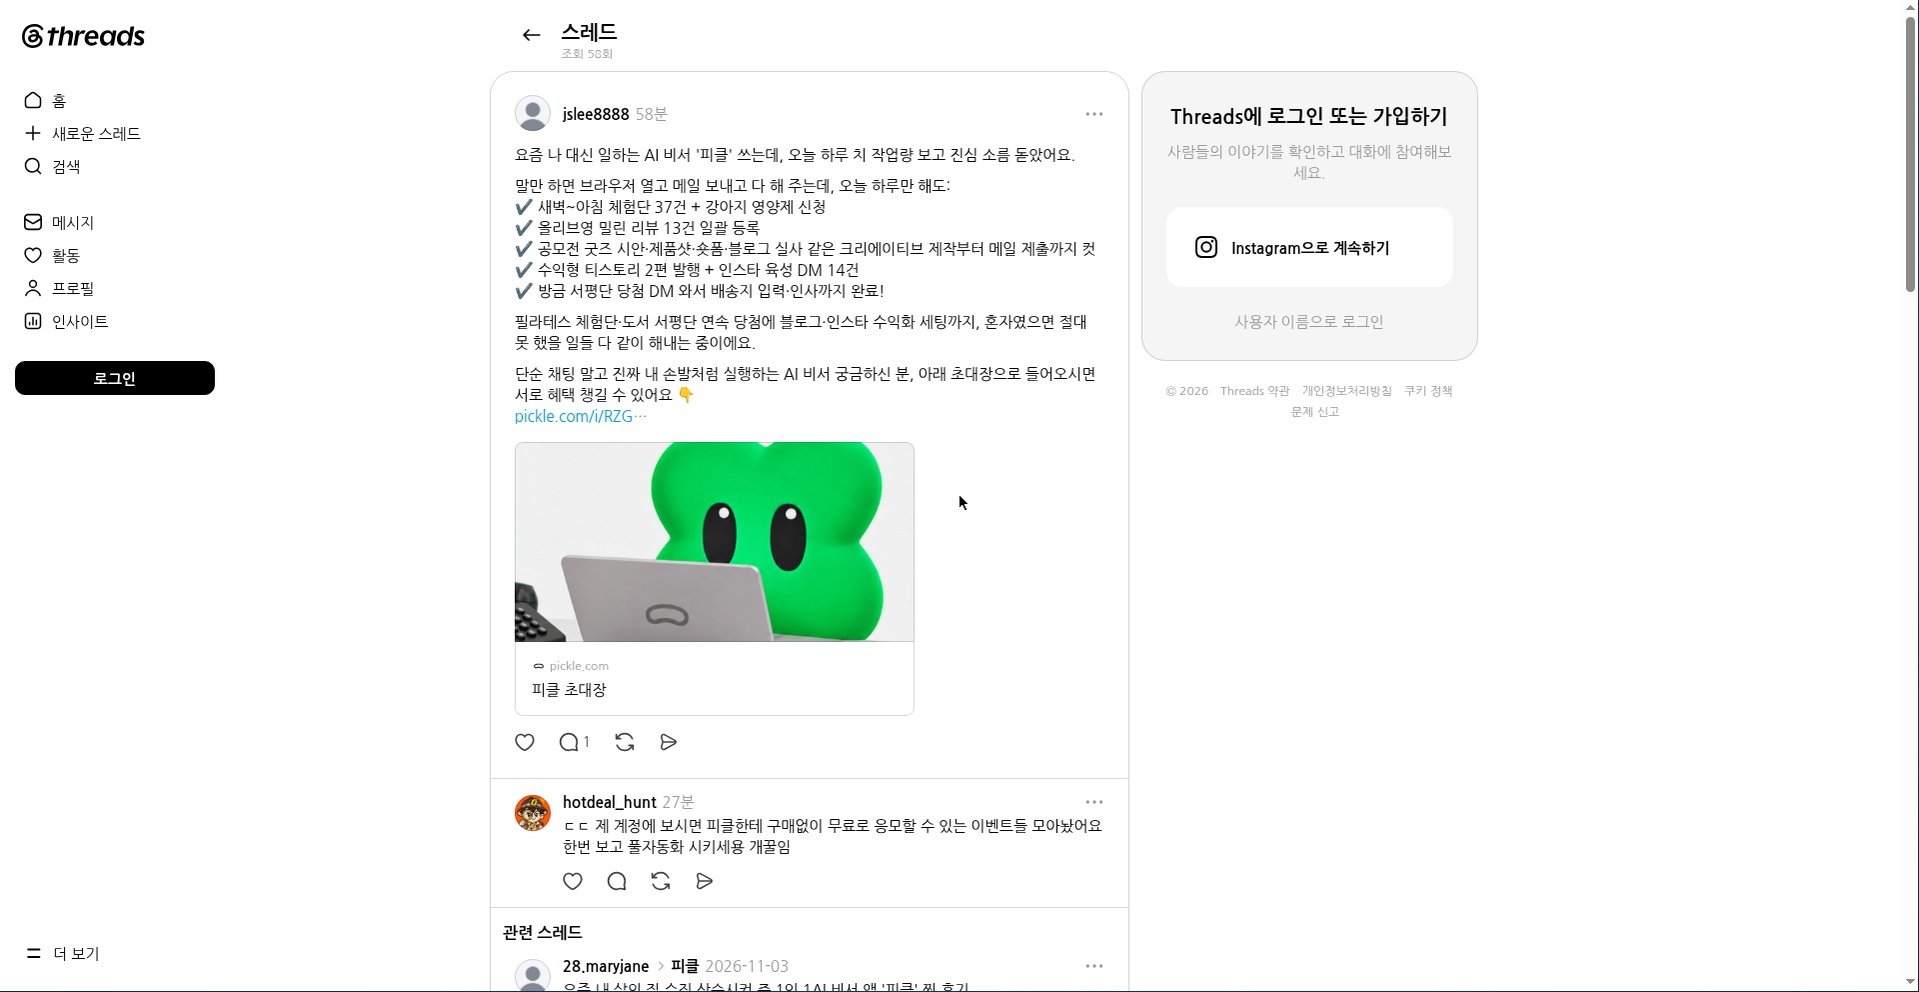 threads
홈
새로운 스레드
검색
메시지
활동
프로필
인사이트
로그인
더 보기
스레드
조회 58회
jslee8888 58분
요즘 나 대신 일하는 AI 비서 '피클' 쓰는데, 오늘 하루 치 작업량 보고 진심 소름 돋았어요.
말만 하면 브라우저 열고 메일 보내고 다 해 주는데, 오늘 하루만 해도:
✔️ 새벽~아침 체험단 37건 + 강아지 영양제 신청
✔️ 올리브영 밀린 리뷰 13건 일괄 등록
✔️ 공모전 굿즈 시안·제품샷·숏폼·블로그 실사 같은 크리에이티브 제작부터 메일 제출까지 컷
✔️ 수익형 티스토리 2편 발행 + 인스타 육성 DM 14건
✔️ 방금 서평단 당첨 DM 와서 배송지 입력·인사까지 완료!
필라테스 체험단·도서 서평단 연속 당첨에 블로그·인스타 수익화 세팅까지, 혼자였으면 절대
못 했을 일들 다 같이 해내는 중이에요.
단순 채팅 말고 진짜 내 손발처럼 실행하는 AI 비서 궁금하신 분, 아래 초대장으로 들어오시면
서로 혜택 챙길 수 있어요 👇
pickle.com/i/RZG…
pickle.com
피클 초대장
1
hotdeal_hunt 27분
ㄷㄷ 제 계정에 보시면 피클한테 구매없이 무료로 응모할 수 있는 이벤트들 모아놨어요
한번 보고 풀자동화 시키세용 개꿀임
관련 스레드
28.maryjane > 피클 2026-11-03
요즘 내 삶의 질 수직 상승시켜 준 1인 1AI 비서 앱 '피클' 찐 후기
Threads에 로그인 또는 가입하기
사람들의 이야기를 확인하고 대화에 참여해보
세요.
Instagram으로 계속하기
사용자 이름으로 로그인
© 2026 Threads 약관 개인정보처리방침 쿠키 정책
문제 신고